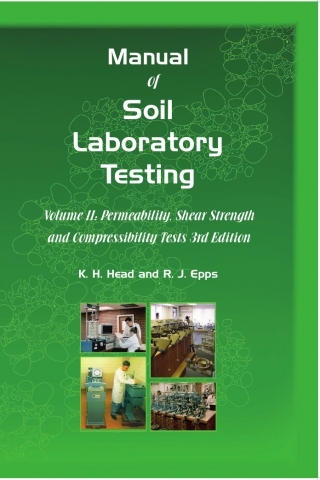 Manual
of
Soil
Laboratory
Testing
Volume II: Permeability, Shear Strength
and Compressibility Tests 3rd Edition
K. H. Head and R. J. Epps